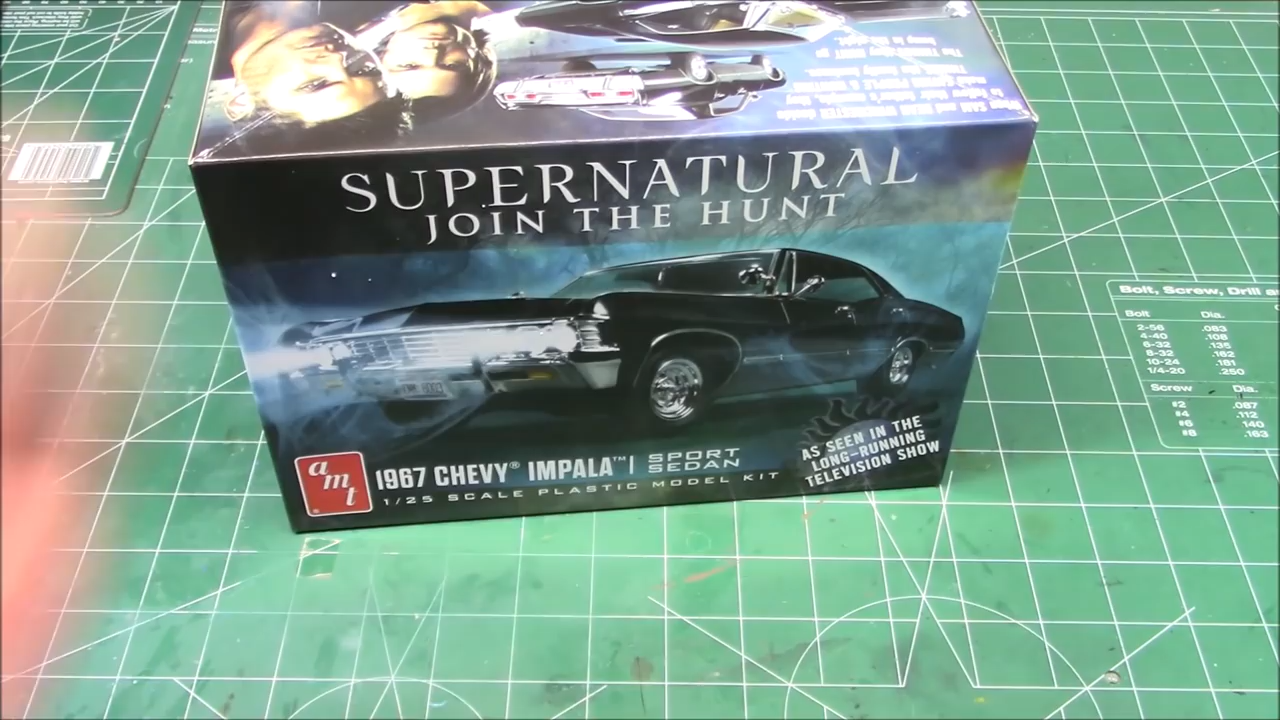 SUPERNATURAL
JOIN THE HUNT
amt
1967 CHEVY® IMPALA™ | SPORT SEDAN
1/25 SCALE PLASTIC MODEL KIT
AS SEEN IN THE
LONG-RUNNING
TELEVISION SHOW
Bolt, Screw, Drill
Bolt Dia.
2-56 .083
4-40 .108
6-32 .135
8-32 .162
10-24 .181
1/4-20 .250
Screw Dia.
#2 .087
#4 .112
#6 .140
#8 .163